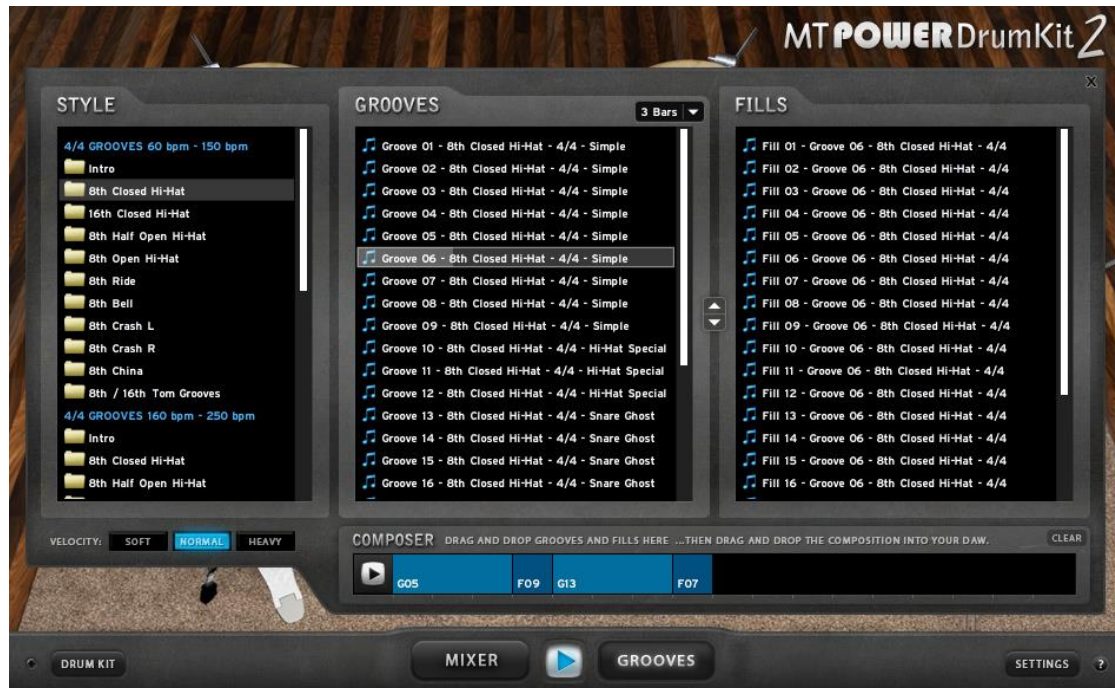 MT POWER DrumKit 2
X
STYLE
4/4 GROOVES 60 bpm - 150 bpm
Intro
8th Closed Hi-Hat
16th Closed Hi-Hat
8th Half Open Hi-Hat
8th Open Hi-Hat
8th Ride
8th Bell
8th Crash L
8th Crash R
8th China
8th / 16th Tom Grooves
4/4 GROOVES 160 bpm - 250 bpm
Intro
8th Closed Hi-Hat
8th Half Open Hi-Hat
GROOVES
3 Bars
Groove 01 - 8th Closed Hi-Hat - 4/4 - Simple
Groove 02 - 8th Closed Hi-Hat - 4/4 - Simple
Groove 03 - 8th Closed Hi-Hat - 4/4 - Simple
Groove 04 - 8th Closed Hi-Hat - 4/4 - Simple
Groove 05 - 8th Closed Hi-Hat - 4/4 - Simple
Groove 06 - 8th Closed Hi-Hat - 4/4 - Simple
Groove 07 - 8th Closed Hi-Hat - 4/4 - Simple
Groove 08 - 8th Closed Hi-Hat - 4/4 - Simple
Groove 09 - 8th Closed Hi-Hat - 4/4 - Simple
Groove 10 - 8th Closed Hi-Hat - 4/4 - Hi-Hat Special
Groove 11 - 8th Closed Hi-Hat - 4/4 - Hi-Hat Special
Groove 12 - 8th Closed Hi-Hat - 4/4 - Hi-Hat Special
Groove 13 - 8th Closed Hi-Hat - 4/4 - Snare Ghost
Groove 14 - 8th Closed Hi-Hat - 4/4 - Snare Ghost
Groove 15 - 8th Closed Hi-Hat - 4/4 - Snare Ghost
Groove 16 - 8th Closed Hi-Hat - 4/4 - Snare Ghost
FILLS
Fill 01 - Groove 06 - 8th Closed Hi-Hat - 4/4
Fill 02 - Groove 06 - 8th Closed Hi-Hat - 4/4
Fill 03 - Groove 06 - 8th Closed Hi-Hat - 4/4
Fill 04 - Groove 06 - 8th Closed Hi-Hat - 4/4
Fill 05 - Groove 06 - 8th Closed Hi-Hat - 4/4
Fill 06 - Groove 06 - 8th Closed Hi-Hat - 4/4
Fill 07 - Groove 06 - 8th Closed Hi-Hat - 4/4
Fill 08 - Groove 06 - 8th Closed Hi-Hat - 4/4
Fill 09 - Groove 06 - 8th Closed Hi-Hat - 4/4
Fill 10 - Groove 06 - 8th Closed Hi-Hat - 4/4
Fill 11 - Groove 06 - 8th Closed Hi-Hat - 4/4
Fill 12 - Groove 06 - 8th Closed Hi-Hat - 4/4
Fill 13 - Groove 06 - 8th Closed Hi-Hat - 4/4
Fill 14 - Groove 06 - 8th Closed Hi-Hat - 4/4
Fill 15 - Groove 06 - 8th Closed Hi-Hat - 4/4
Fill 16 - Groove 06 - 8th Closed Hi-Hat - 4/4
VELOCITY: SOFT NORMAL HEAVY
COMPOSER DRAG AND DROP GROOVES AND FILLS HERE ...THEN DRAG AND DROP THE COMPOSITION INTO YOUR DAW. CLEAR
G05 F09 G13 F07
DRUM KIT MIXER GROOVES SETTINGS ?